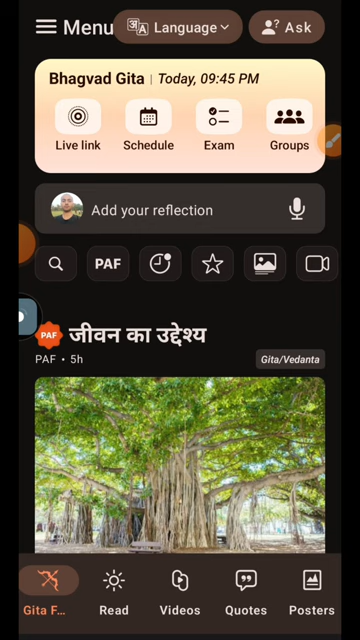 Menu
Language
Ask
Bhagvad Gita | Today, 09:45 PM
Live link
Schedule
Exam
Groups
Add your reflection
PAF
PAF जीवन का उद्देश्य
PAF • 5h
Gita/Vedanta
Gita F...
Read
Videos
Quotes
Posters